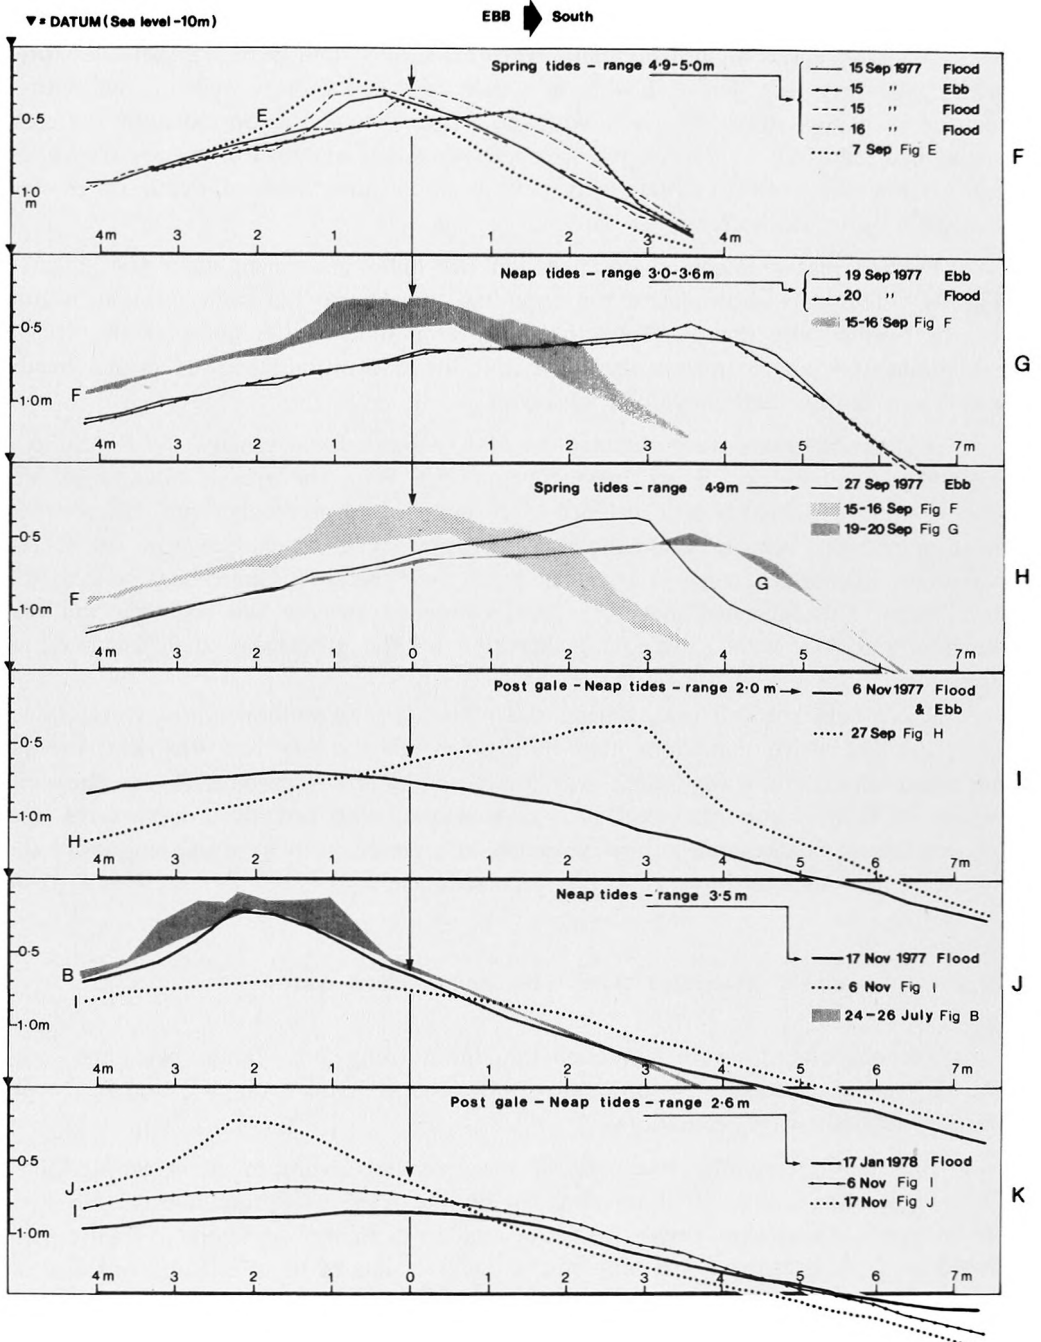 ▼= DATUM (Sea level -10m)
EBB South
Spring tides - range 4·9-5·0m
15 Sep 1977 Flood
15 " Ebb
15 " Flood
16 " Flood
7 Sep Fig E
E
0·5
1·0
m
F
4m 3 2 1 1 2 3 4m
Neap tides - range 3·0-3·6m
19 Sep 1977 Ebb
20 " Flood
15-16 Sep Fig F
0·5
F
1·0m
G
4m 3 2 1 1 2 3 4 5 7m
Spring tides - range 4·9m
27 Sep 1977 Ebb
15-16 Sep Fig F
19-20 Sep Fig G
0·5
F
G
1·0m
H
4m 3 2 1 0 1 2 3 4 5 6 7m
Post gale - Neap tides - range 2·0m
6 Nov 1977 Flood
& Ebb
27 Sep Fig H
0·5
1·0m
H
I
4m 3 2 1 1 2 3 4 5 6 7m
Neap tides - range 3·5m
17 Nov 1977 Flood
6 Nov Fig I
24-26 July Fig B
0·5
B
I
1·0m
J
4m 3 2 1 1 2 3 4 5 6 7m
Post gale - Neap tides - range 2·6m
17 Jan 1978 Flood
6 Nov Fig I
17 Nov Fig J
0·5
J
I
1·0m
K
4m 3 2 1 0 1 2 3 4 5 6 7m